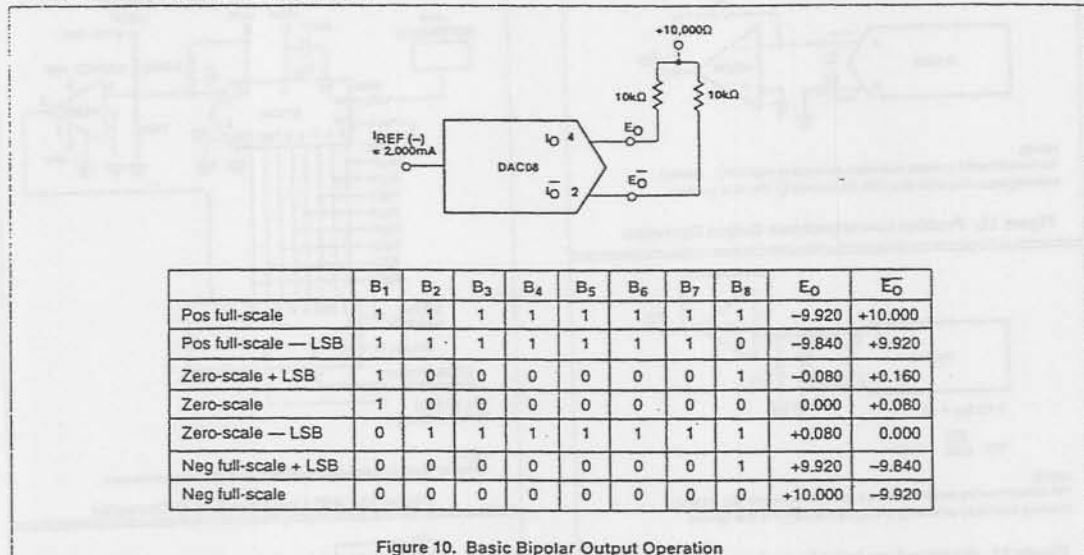 +10,000Ω
10kΩ 10kΩ
IREF (–)
= 2,000mA
IO 4 EO
DAC08
IO 2 EO
B1 B2 B3 B4 B5 B6 B7 B8 EO EO
Pos full-scale 1 1 1 1 1 1 1 1 –9.920 +10.000
Pos full-scale — LSB 1 1 1 1 1 1 1 0 –9.840 +9.920
Zero-scale + LSB 1 0 0 0 0 0 0 1 –0.080 +0.160
Zero-scale 1 0 0 0 0 0 0 0 0.000 +0.080
Zero-scale — LSB 0 1 1 1 1 1 1 1 +0.080 0.000
Neg full-scale + LSB 0 0 0 0 0 0 0 1 +9.920 –9.840
Neg full-scale 0 0 0 0 0 0 0 0 +10.000 –9.920
Figure 10. Basic Bipolar Output Operation